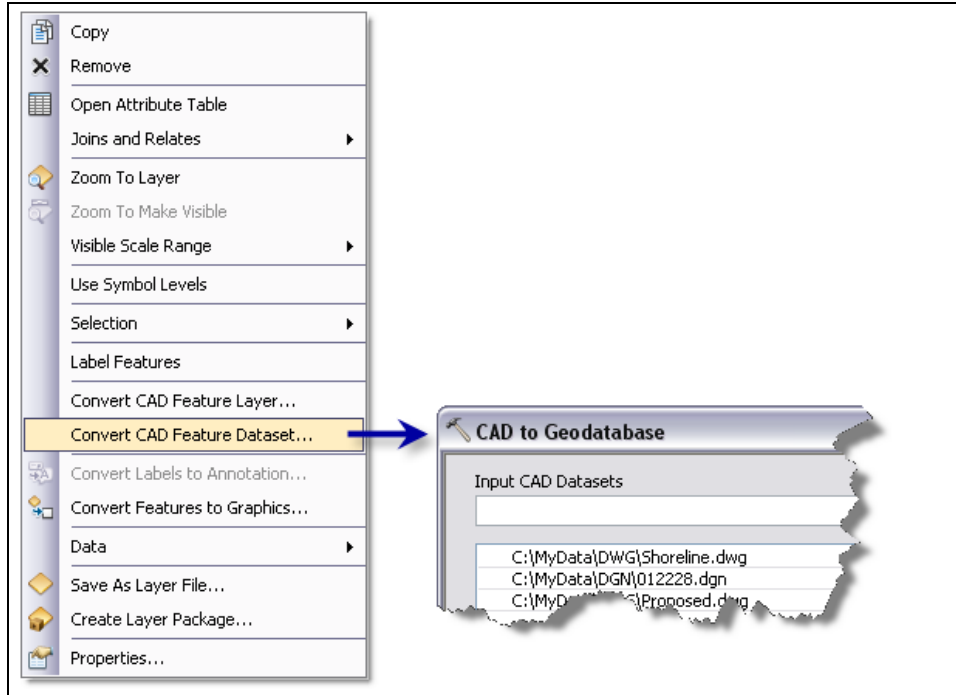 Copy
Remove
Open Attribute Table
Joins and Relates
Zoom To Layer
Zoom To Make Visible
Visible Scale Range
Use Symbol Levels
Selection
Label Features
Convert CAD Feature Layer...
Convert CAD Feature Dataset...
Convert Labels to Annotation...
Convert Features to Graphics...
Data
Save As Layer File...
Create Layer Package...
Properties...
CAD to Geodatabase
Input CAD Datasets
C:\MyData\DWG\Shoreline.dwg
C:\MyData\DGN\012228.dgn
\Proposed.dwg